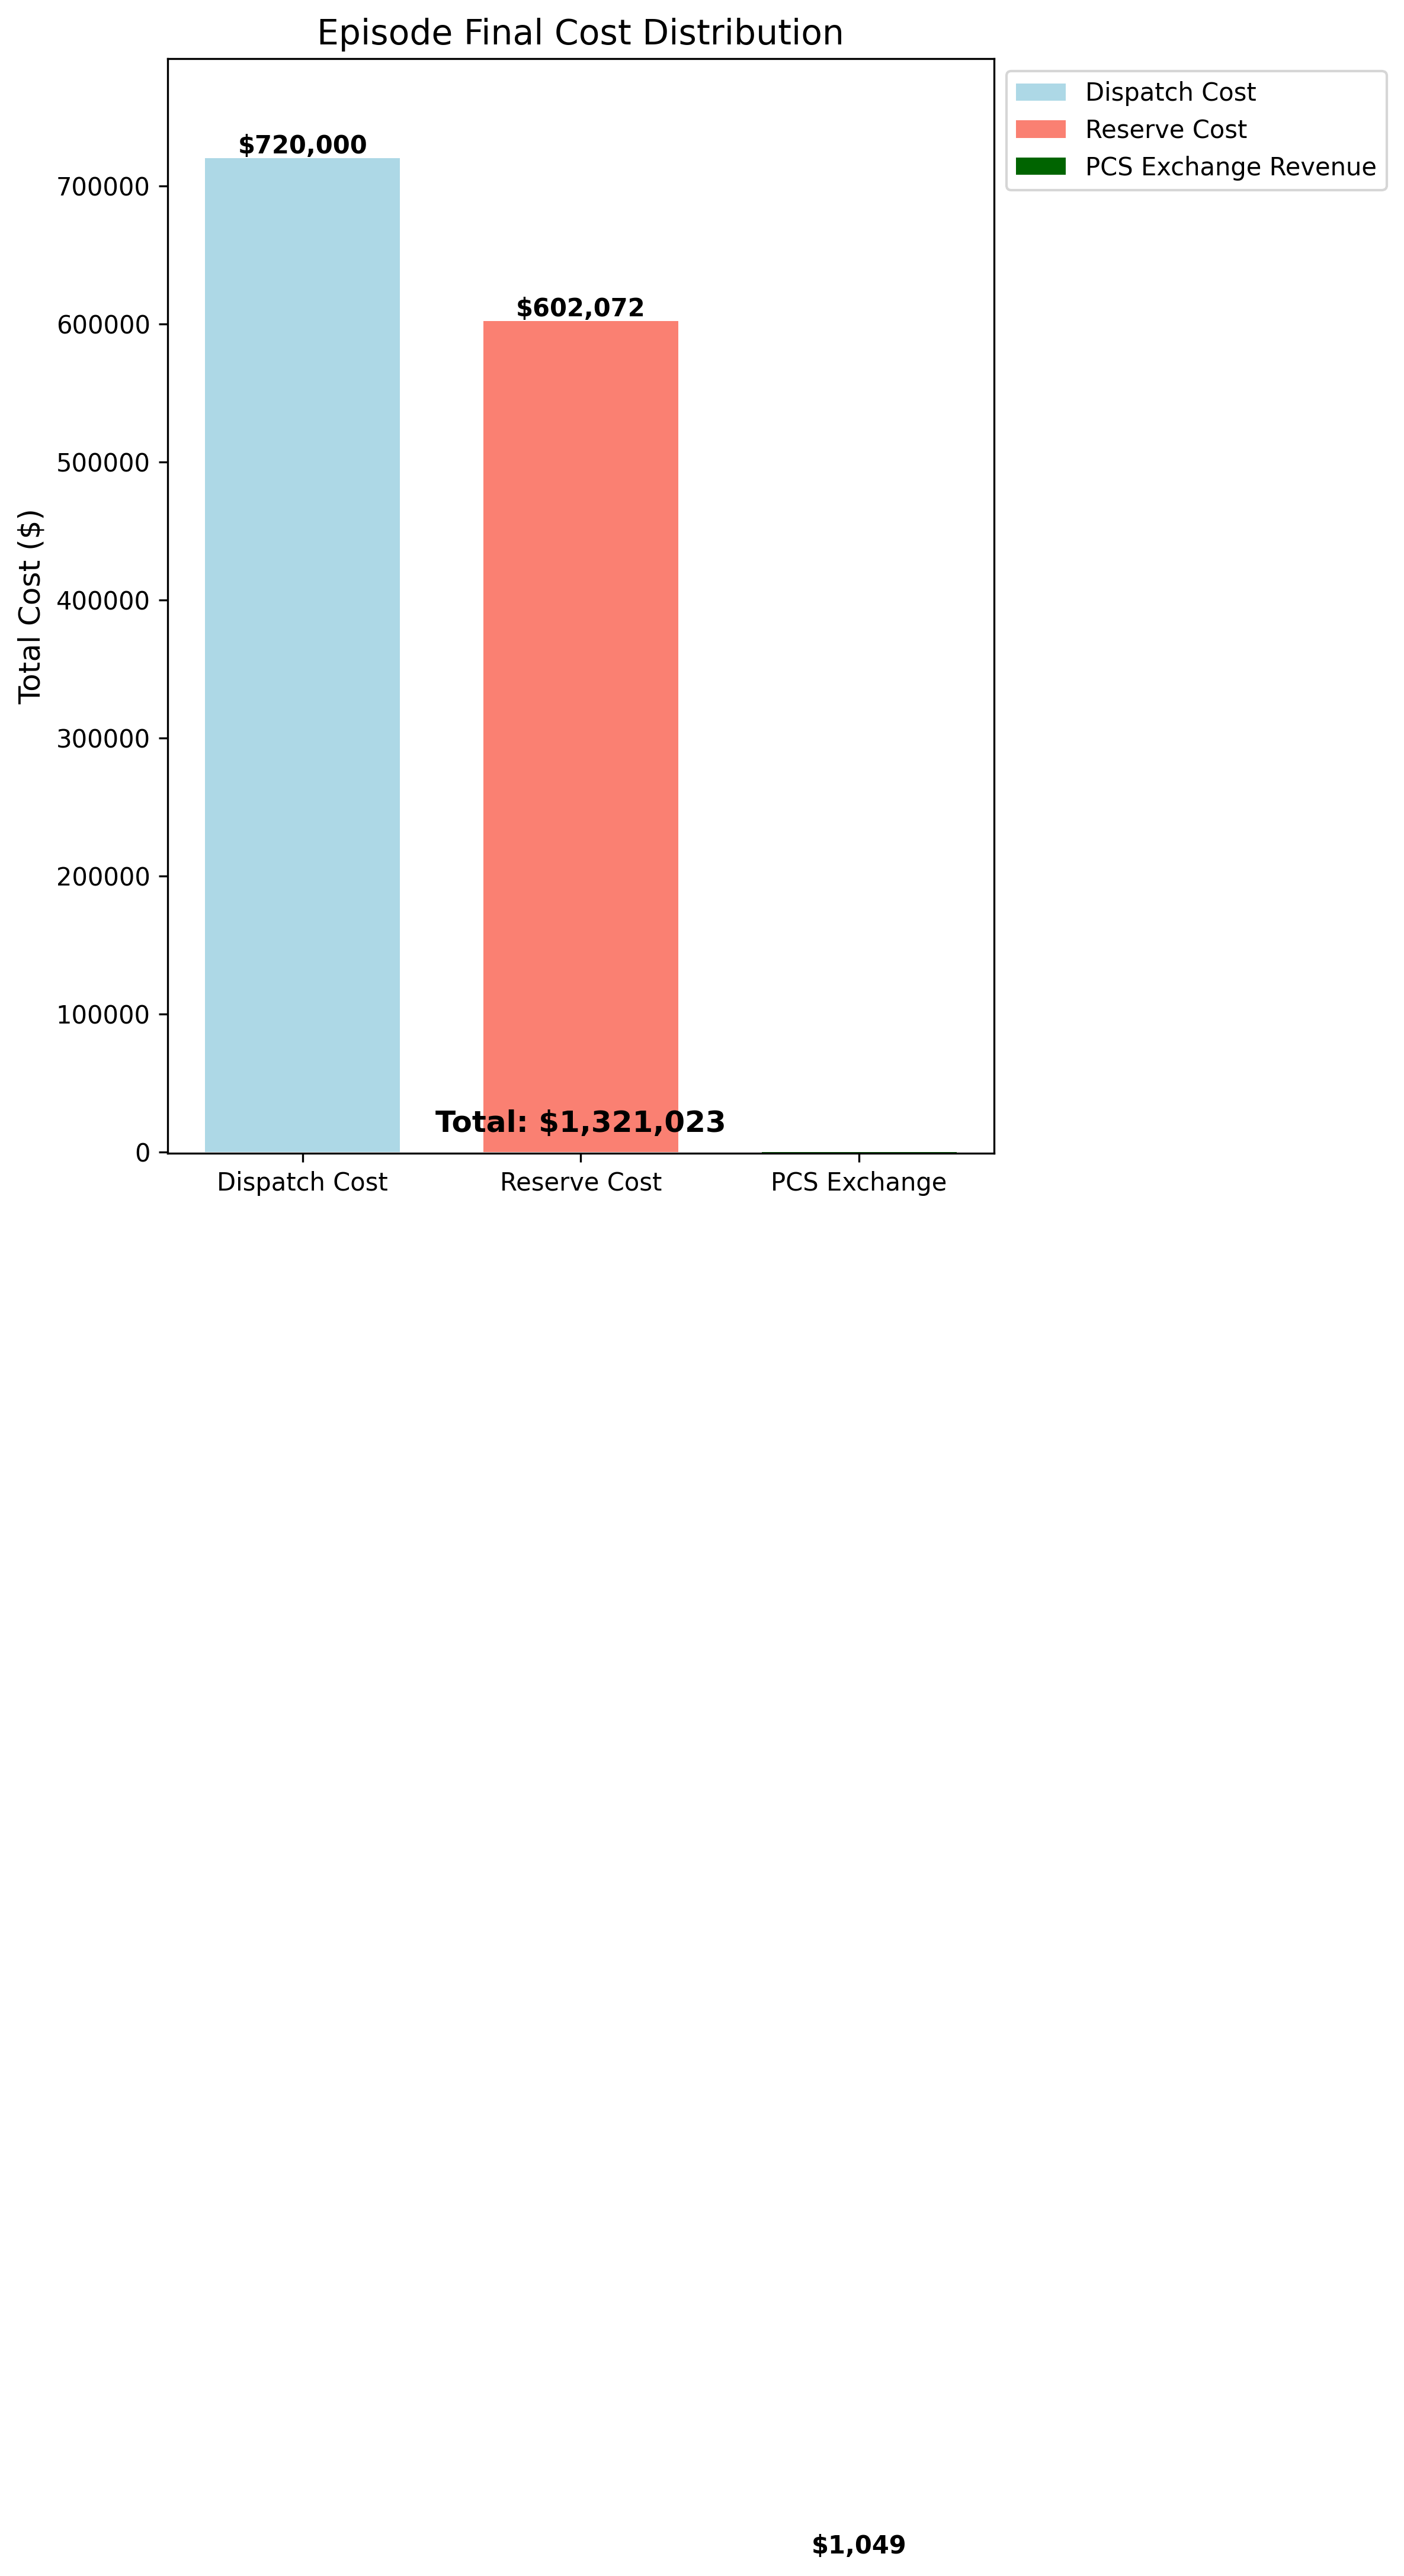 Episode Final Cost Distribution
Dispatch Cost
Reserve Cost
PCS Exchange Revenue
$720,000
$602,072
Total: $1,321,023
Total Cost ($)
700000
600000
500000
400000
300000
200000
100000
0
Dispatch Cost
Reserve Cost
PCS Exchange
$1,049